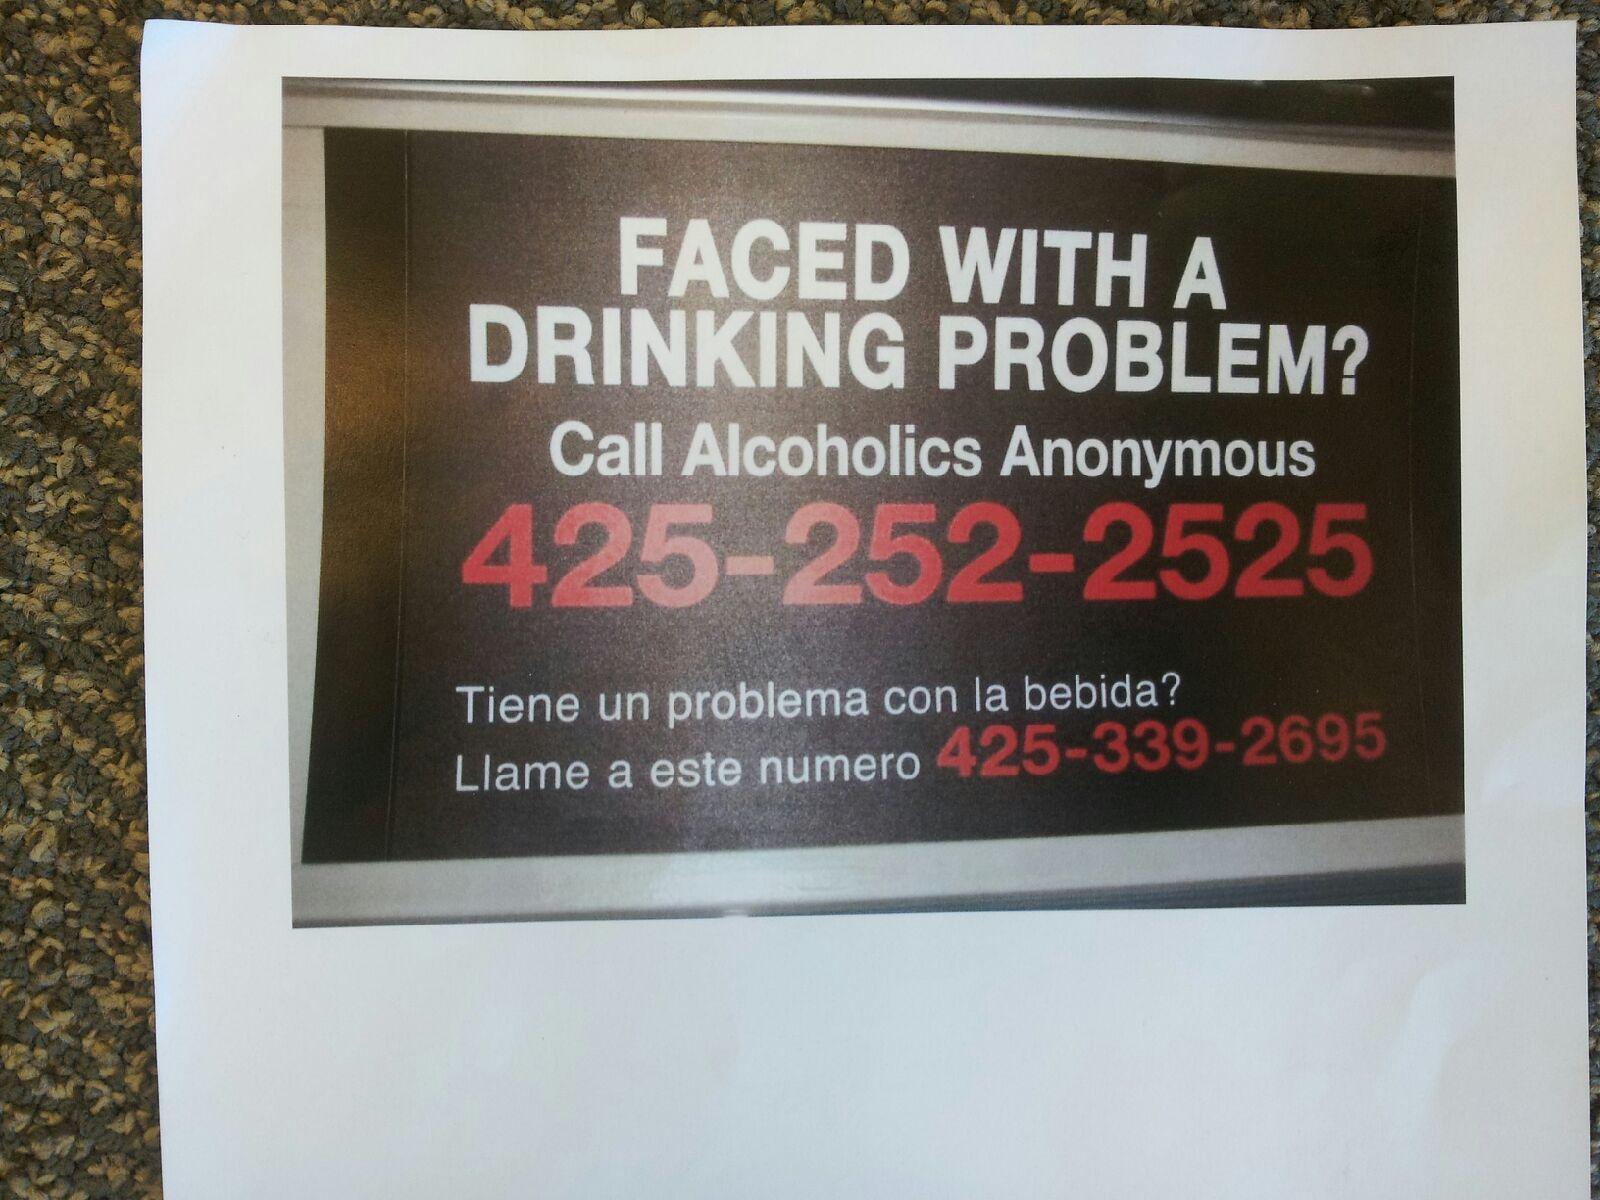 FACED WITH A
DRINKING PROBLEM?
Call Alcoholics Anonymous
425-252-2525
Tiene un problema con la bebida?
Llame a este numero 425-339-2695